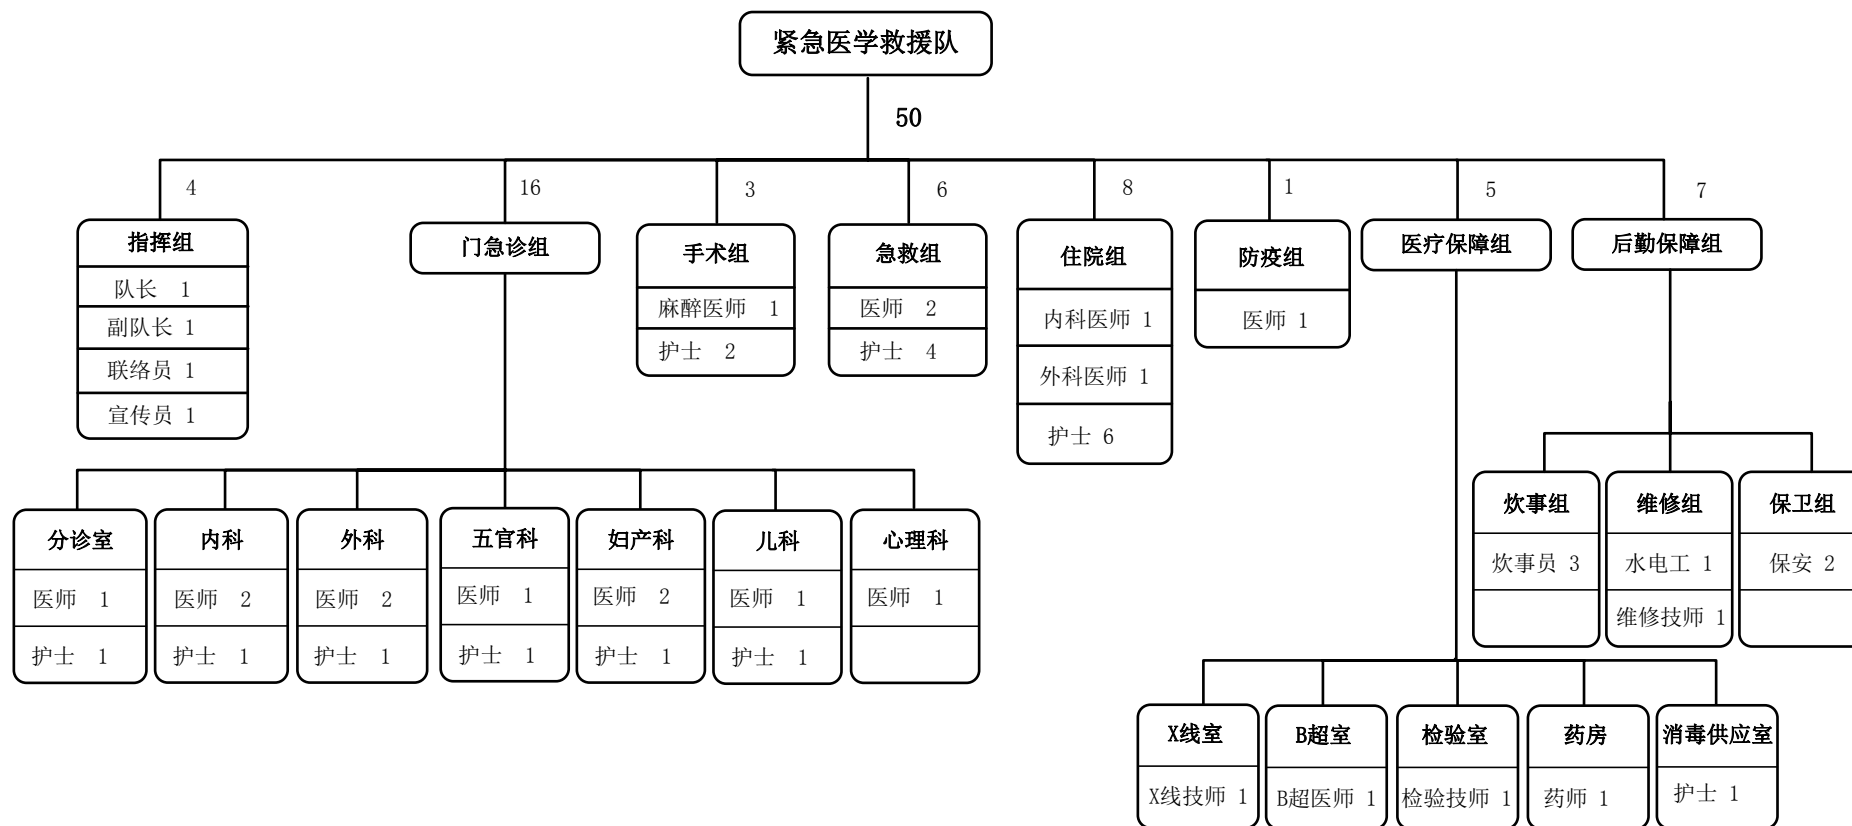 紧急医学救援队
50
4
16
3
6
8
1
5
7
指挥组
队长 1
副队长 1
联络员 1
宣传员 1
门急诊组
手术组
麻醉医师 1
护士 2
急救组
医师 2
护士 4
住院组
内科医师 1
外科医师 1
护士 6
防疫组
医师 1
医疗保障组
后勤保障组
分诊室
医师 1
护士 1
内科
医师 2
护士 1
外科
医师 2
护士 1
五官科
医师 1
护士 1
妇产科
医师 2
护士 1
儿科
医师 1
护士 1
心理科
医师 1
炊事组
炊事员 3
维修组
水电工 1
维修技师 1
保卫组
保安 2
X线室
X线技师 1
B超室
B超医师 1
检验室
检验技师 1
药房
药师 1
消毒供应室
护士 1